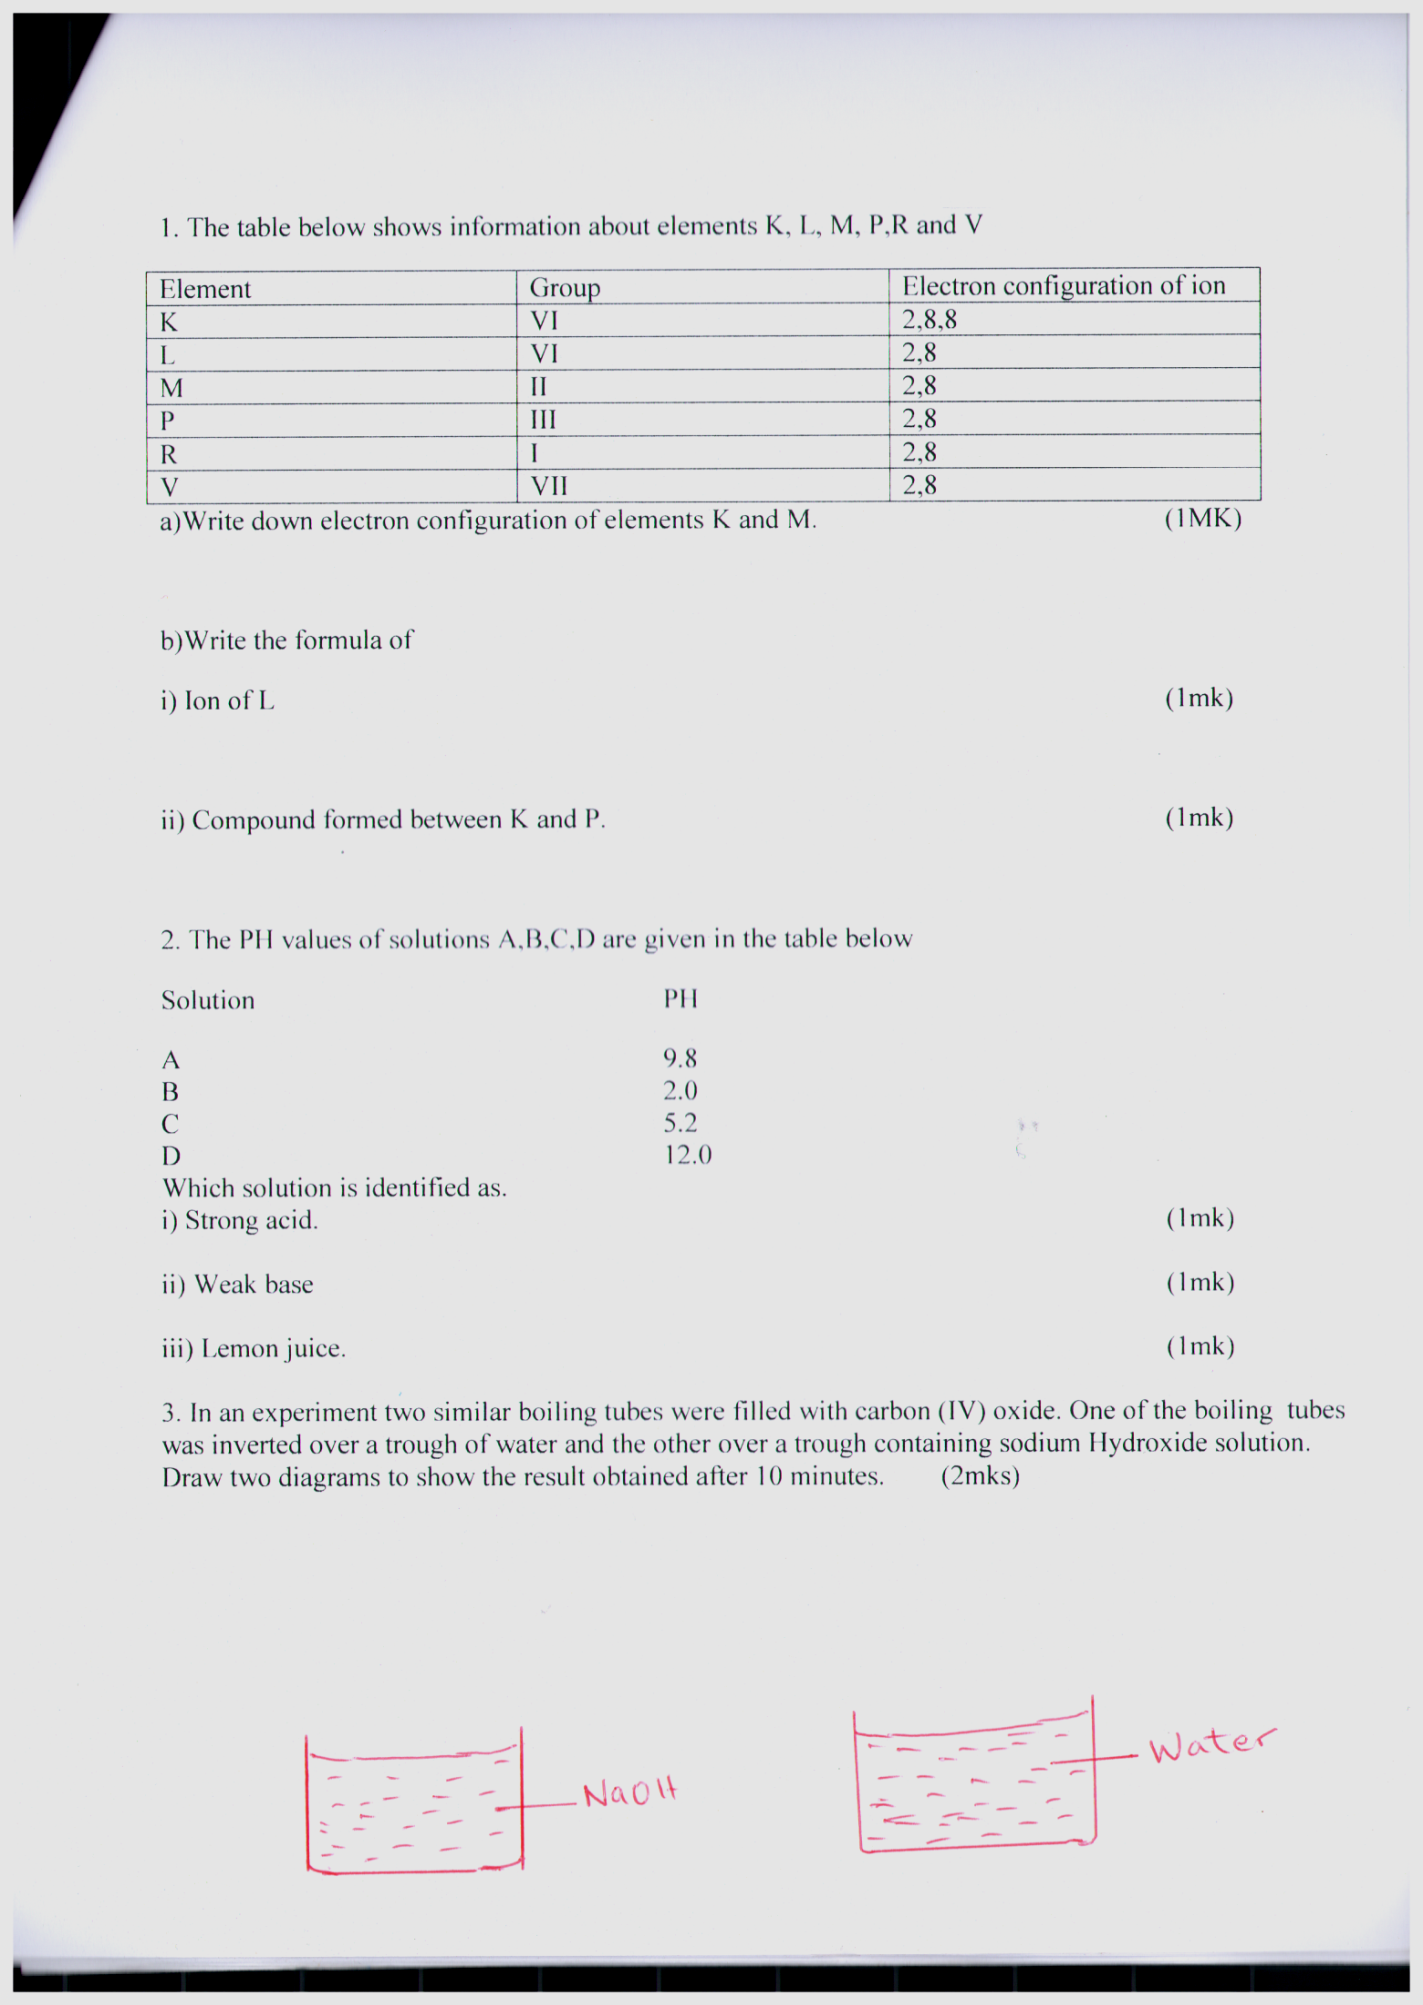 1. The table below shows information about elements K, L, M, P,R and V
Element Group Electron configuration of ion
K VI 2,8,8
L VI 2,8
M II 2,8
P III 2,8
R I 2,8
V VII 2,8
a)Write down electron configuration of elements K and M. (1MK)
b)Write the formula of
i) Ion of L (1mk)
ii) Compound formed between K and P. (1mk)
2. The PH values of solutions A,B,C,D are given in the table below
Solution PH
A 9.8
B 2.0
C 5.2
D 12.0
Which solution is identified as.
i) Strong acid. (1mk)
ii) Weak base (1mk)
iii) Lemon juice. (1mk)
3. In an experiment two similar boiling tubes were filled with carbon (IV) oxide. One of the boiling tubes
was inverted over a trough of water and the other over a trough containing sodium Hydroxide solution.
Draw two diagrams to show the result obtained after 10 minutes. (2mks)
NaOH
Water